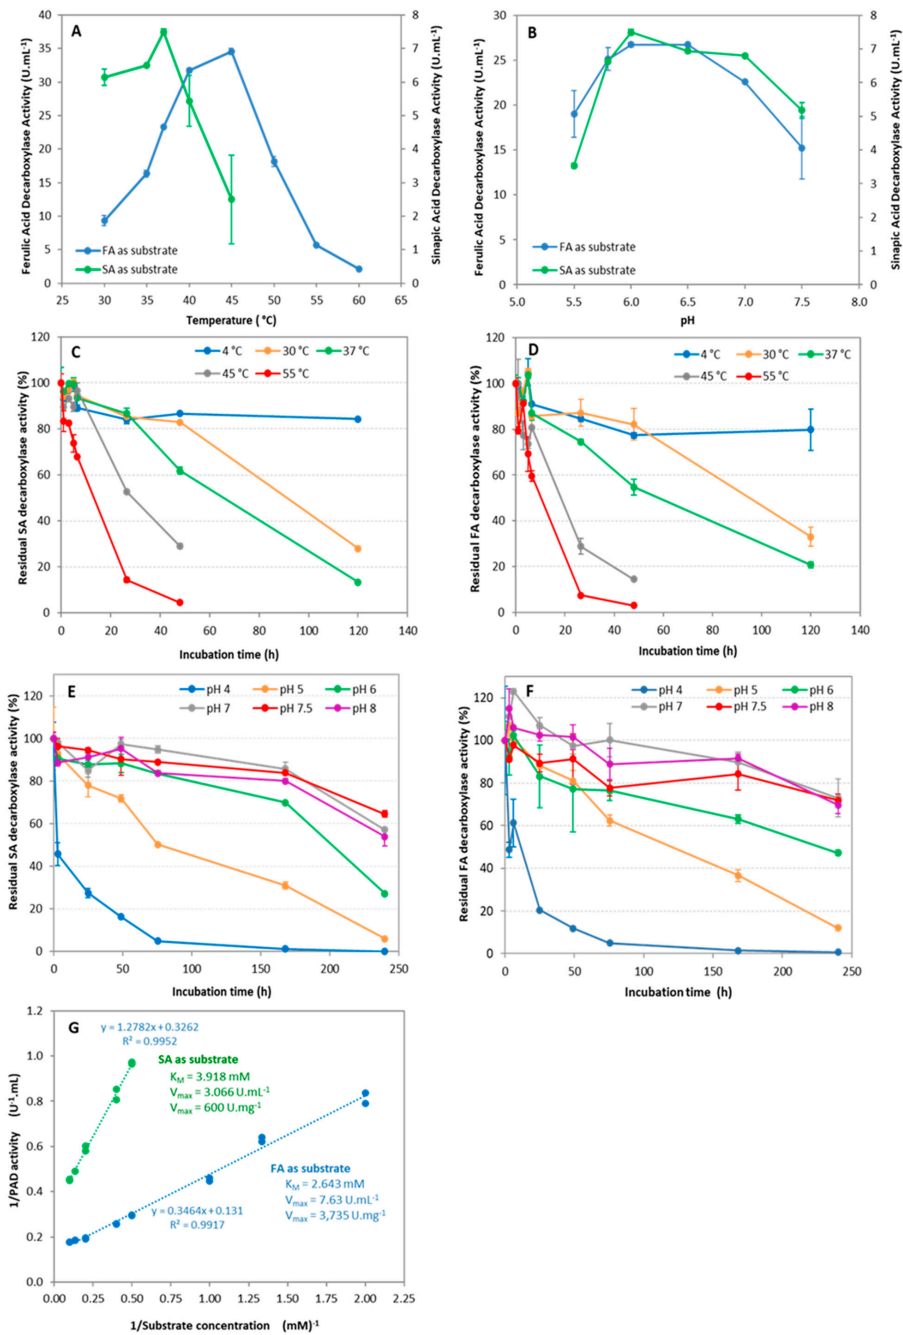 A
Ferulic Acid Decarboxylase Activity (U.mL-1)
40
35
30
25
20
15
10
5
0
Sinapic Acid Decarboxylase Activity (U.mL-1)
8
7
6
5
4
3
2
1
0
FA as substrate
SA as substrate
25 30 35 40 45 50 55 60 65
Temperature ( °C)
B
Ferulic Acid Decarboxylase Activity (U.mL-1)
30
25
20
15
10
5
0
Sinapic Acid Decarboxylase Activity (U.mL-1)
8
7
6
5
4
3
2
1
0
FA as substrate
SA as substrate
5.0 5.5 6.0 6.5 7.0 7.5 8.0
pH
C
4 °C 30 °C 37 °C
45 °C 55 °C
Residual SA decarboxylase activity (%)
120
100
80
60
40
20
0
0 20 40 60 80 100 120 140
Incubation time (h)
D
4 °C 30 °C 37 °C
45 °C 55 °C
Residual FA decarboxylase activity (%)
120
100
80
60
40
20
0
0 20 40 60 80 100 120 140
Incubation time (h)
E
pH 4 pH 5 pH 6
pH 7 pH 7.5 pH 8
Residual SA decarboxylase activity (%)
120
100
80
60
40
20
0
0 50 100 150 200 250
Incubation time (h)
F
pH 4 pH 5 pH 6
pH 7 pH 7.5 pH 8
Residual FA decarboxylase activity (%)
120
100
80
60
40
20
0
0 50 100 150 200 250
Incubation time (h)
G
y = 1.2782x + 0.3262
R² = 0.9952
SA as substrate
KM = 3.918 mM
Vmax = 3.066 U.mL-1
Vmax = 600 U.mg-1
FA as substrate
KM = 2.643 mM
Vmax = 7.63 U.mL-1
Vmax = 3,735 U.mg-1
y = 0.3464x + 0.131
R² = 0.9917
1/PAD activity (U-1.mL)
1.2
1.0
0.8
0.6
0.4
0.2
0.0
0.00 0.25 0.50 0.75 1.00 1.25 1.50 1.75 2.00 2.25
1/Substrate concentration (mM)-1